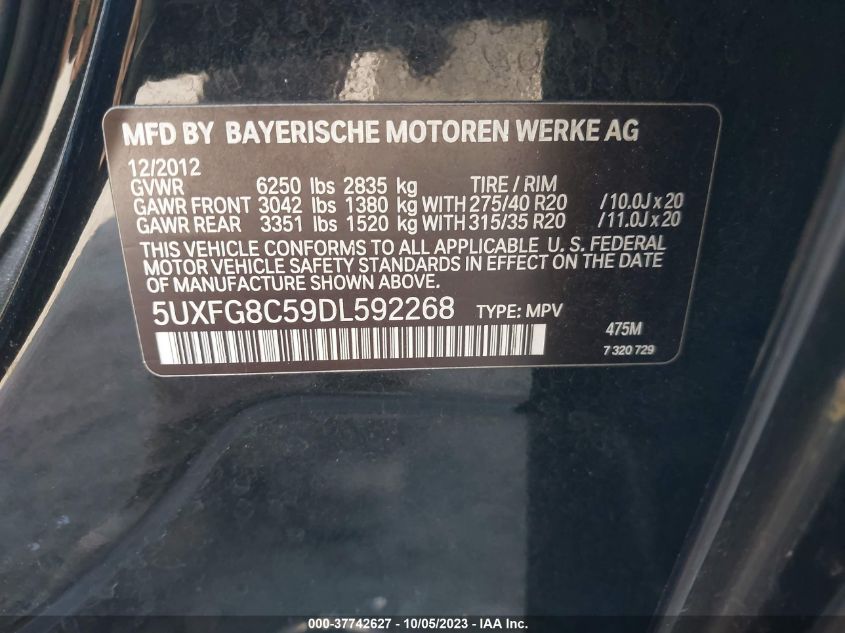 MFD BY BAYERISCHE MOTOREN WERKE AG
12/2012
GVWR 6250 lbs 2835 kg TIRE / RIM
GAWR FRONT 3042 lbs 1380 kg WITH 275/40 R20 /10.0J x 20
GAWR REAR 3351 lbs 1520 kg WITH 315/35 R20 /11.0J x 20
THIS VEHICLE CONFORMS TO ALL APPLICABLE U. S. FEDERAL
MOTOR VEHICLE SAFETY STANDARDS IN EFFECT ON THE DATE
OF MANUFACTURE SHOWN ABOVE.
5UXFG8C59DL592268 TYPE: MPV
475M
7 320 729
000-37742627 - 10/05/2023 - IAA Inc.